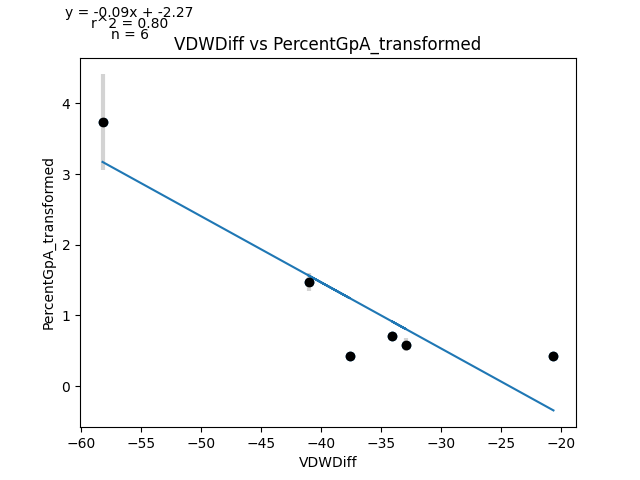 y = -0.09x + -2.27
r^2 = 0.80
n = 6
VDWDiff vs PercentGpA_transformed
PercentGpA_transformed
4
3
2
1
0
−60 −55 −50 −45 −40 −35 −30 −25 −20
VDWDiff